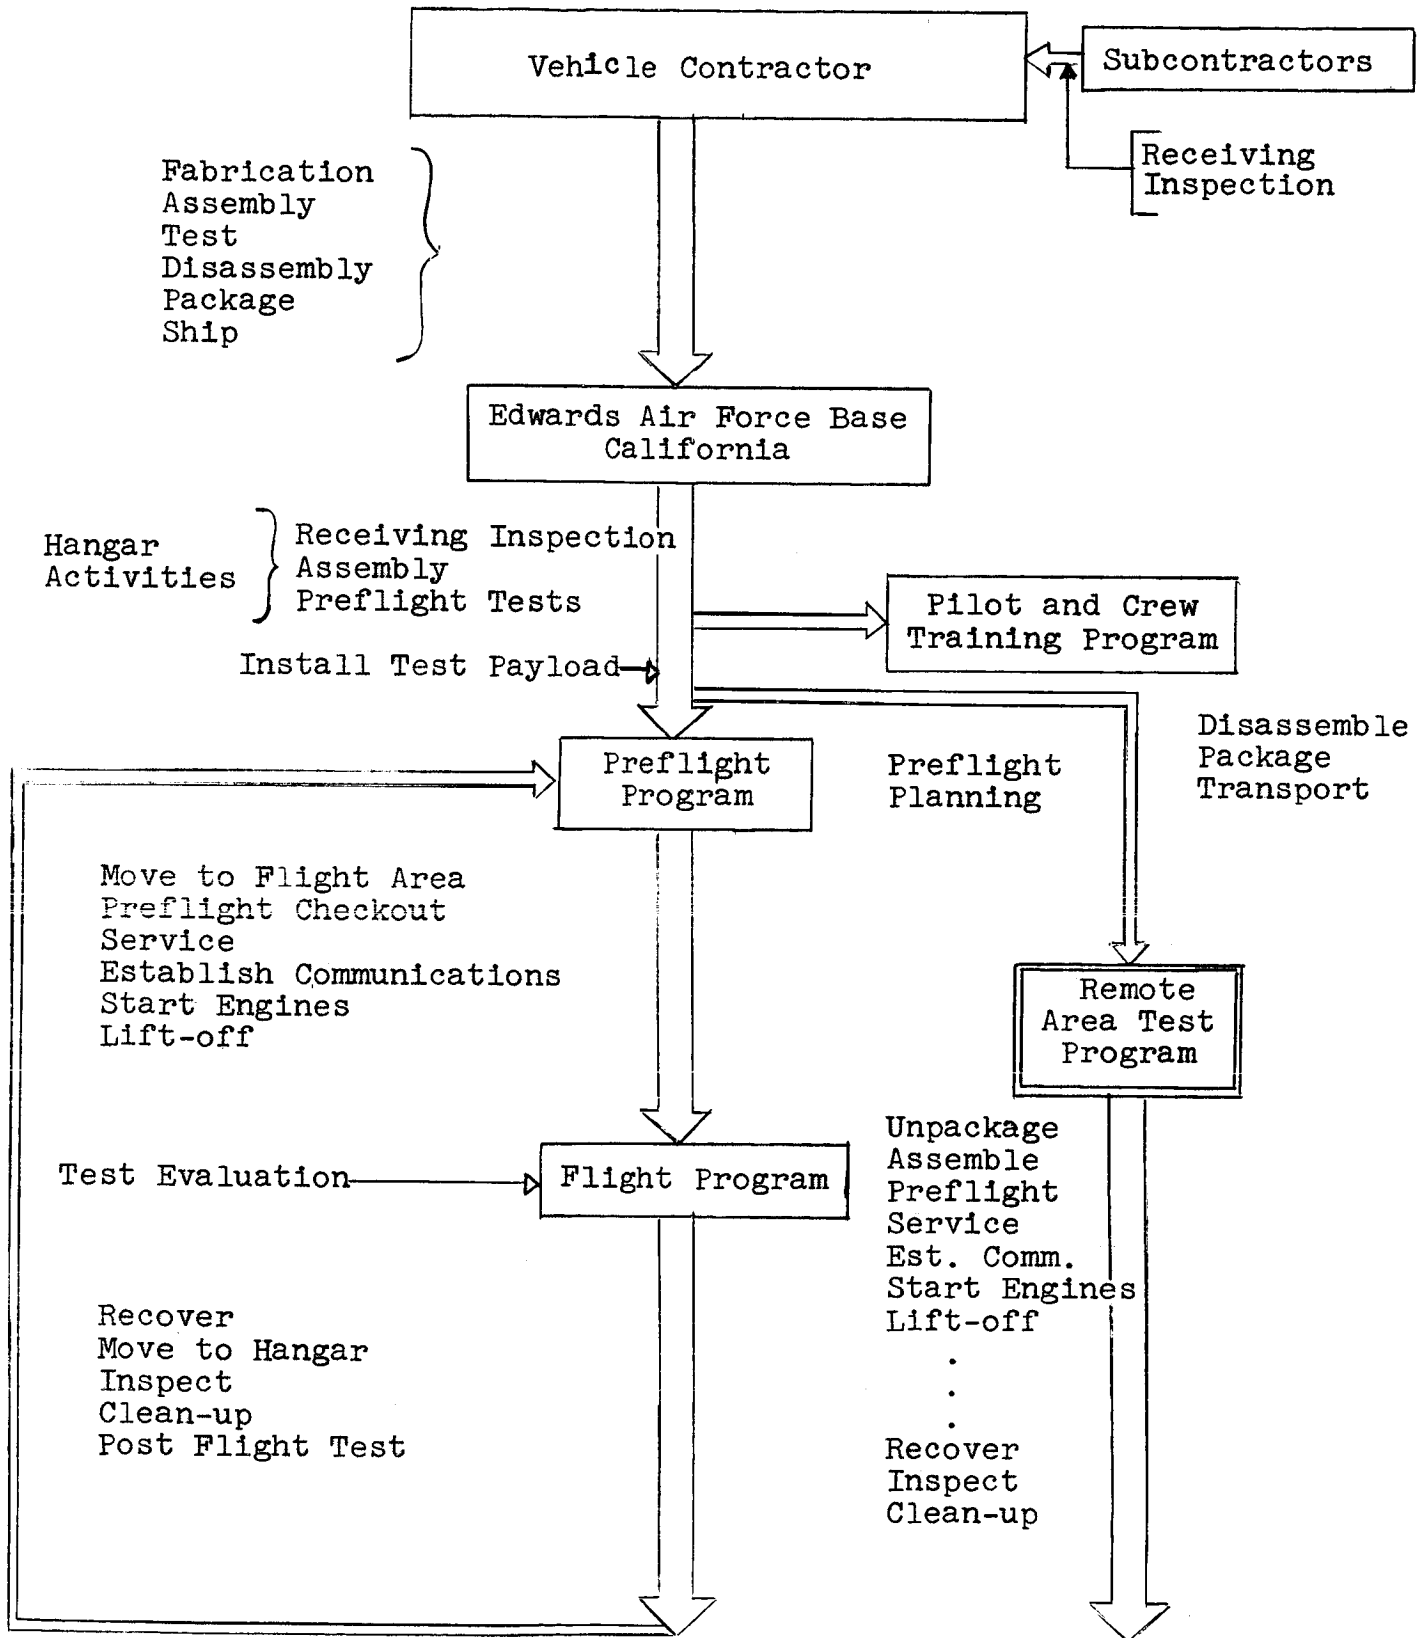 Vehicle Contractor
Subcontractors
Receiving
Inspection
Fabrication
Assembly
Test
Disassembly
Package
Ship
Edwards Air Force Base
California
Hangar
Activities
Receiving Inspection
Assembly
Preflight Tests
Install Test Payload
Pilot and Crew
Training Program
Preflight
Program
Preflight
Planning
Disassemble
Package
Transport
Move to Flight Area
Preflight Checkout
Service
Establish Communications
Start Engines
Lift-off
Remote
Area Test
Program
Test Evaluation
Flight Program
Unpackage
Assemble
Preflight
Service
Est. Comm.
Start Engines
Lift-off
.
.
.
Recover
Inspect
Clean-up
Recover
Move to Hangar
Inspect
Clean-up
Post Flight Test